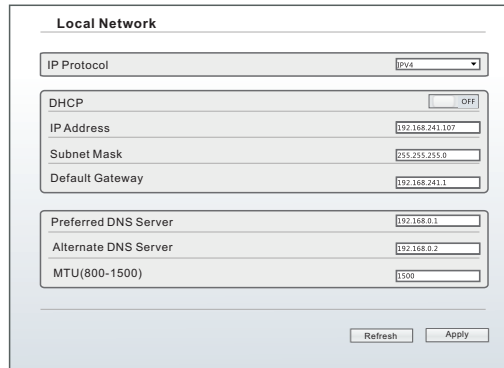 Local Network
IP Protocol IPV4
DHCP OFF
IP Address 192.168.241.107
Subnet Mask 255.255.255.0
Default Gateway 192.168.241.1
Preferred DNS Server 192.168.0.1
Alternate DNS Server 192.168.0.2
MTU(800-1500) 1500
Refresh Apply